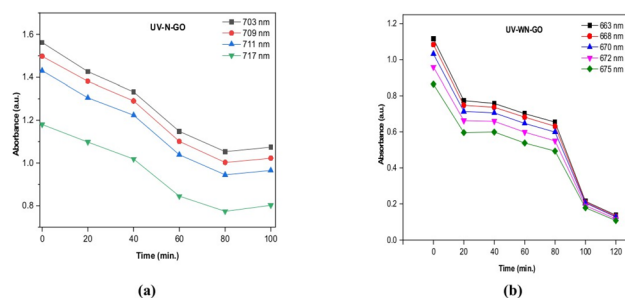 UV-N-GO
703 nm
709 nm
711 nm
717 nm
1.6
1.4
1.2
1.0
0.8
Absorbance (a.u.)
0 20 40 60 80 100
Time (min.)
(a)
UV-WN-GO
663 nm
668 nm
670 nm
672 nm
675 nm
1.2
1.0
0.8
0.6
0.4
0.2
0.0
Absorbance (a.u.)
0 20 40 60 80 100 120
Time (min.)
(b)